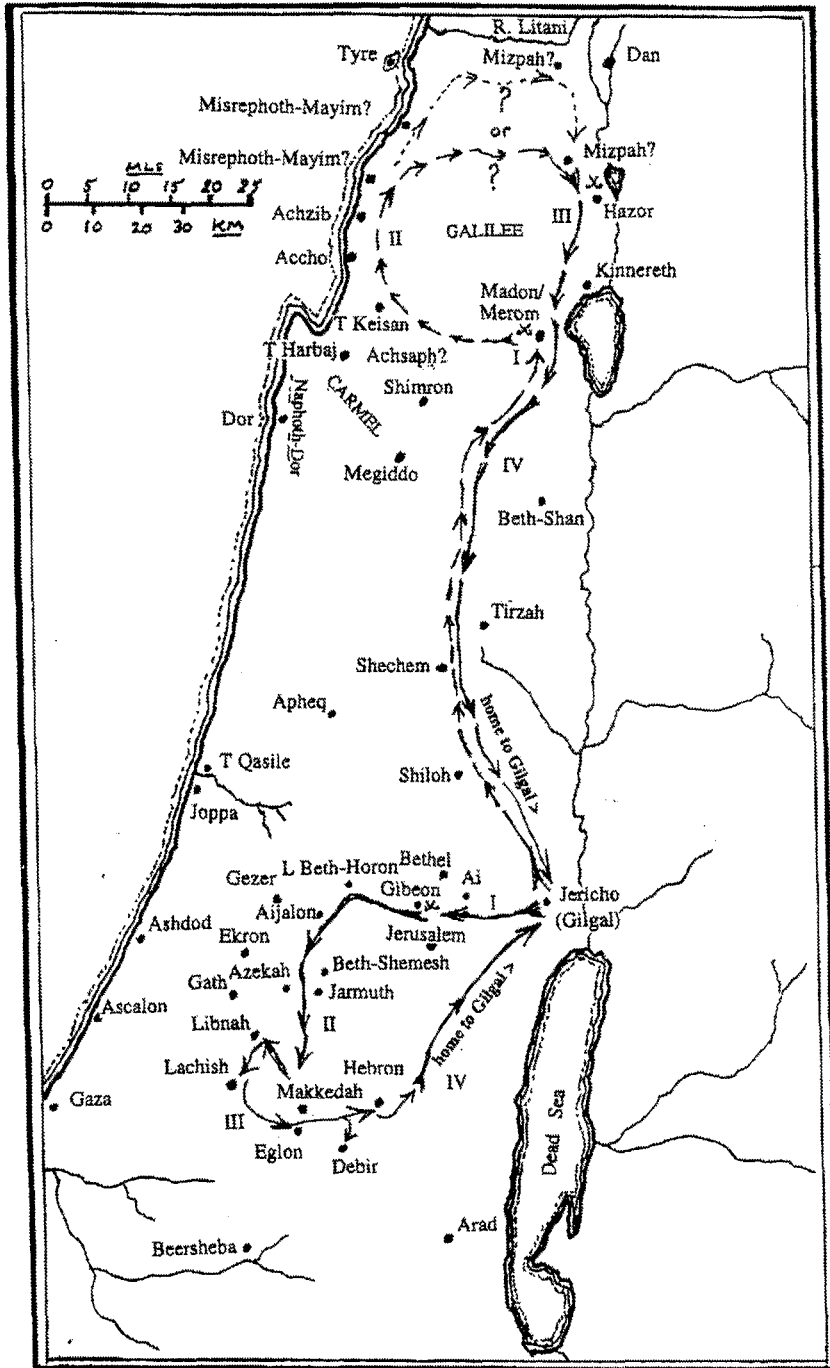 R. Litani
Tyre
Mizpah?
Dan
Misrephoth-Mayim?
?
or
Misrephoth-Mayim?
Mizpah?
?
MLS
0 5 10 15 20 25
0 10 20 30 KM
x
Hazor
Achzib
II
GALILEE
III
Accho
Kinnereth
Madon/
Merom
x
T Keisan
I
T Harbaj
Achsaph?
Shimron
CARMEL
Dor
Naphoth-Dor
Megiddo
IV
Beth-Shan
Tirzah
Shechem
Apheq
home to Gilgal >
T Qasile
Shiloh
Joppa
L Beth-Horon
Bethel
Gezer
Gibeon
x
Ai
I
Jericho
(Gilgal)
Aijalon
Ashdod
Jerusalem
Ekron
Beth-Shemesh
Azekah
Gath
Jarmuth
home to Gilgal >
Ascalon
Libnah
II
Lachish
Hebron
Makkedah
IV
Gaza
III
Eglon
Debir
Dead Sea
Arad
Beersheba